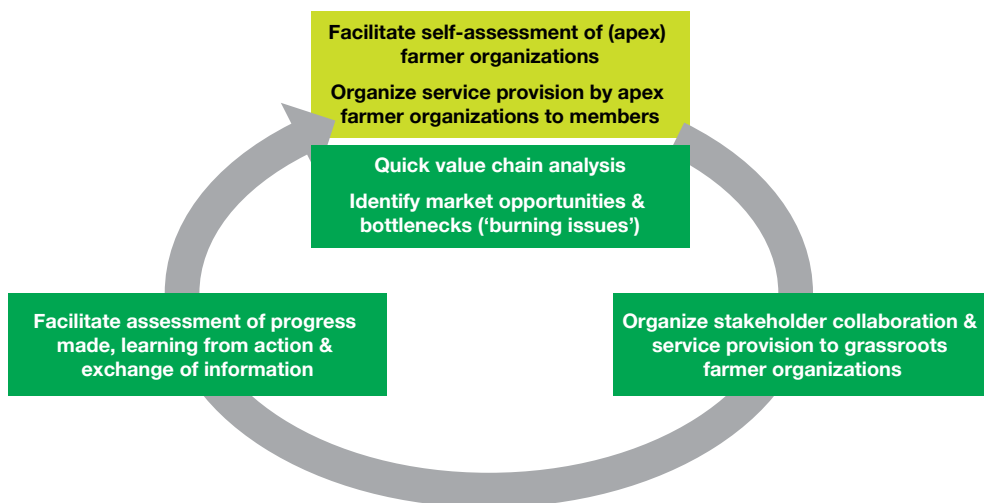 Facilitate self-assessment of (apex)
farmer organizations
Organize service provision by apex
farmer organizations to members
Quick value chain analysis
Identify market opportunities &
bottlenecks (‘burning issues’)
Facilitate assessment of progress
made, learning from action &
exchange of information
Organize stakeholder collaboration &
service provision to grassroots
farmer organizations